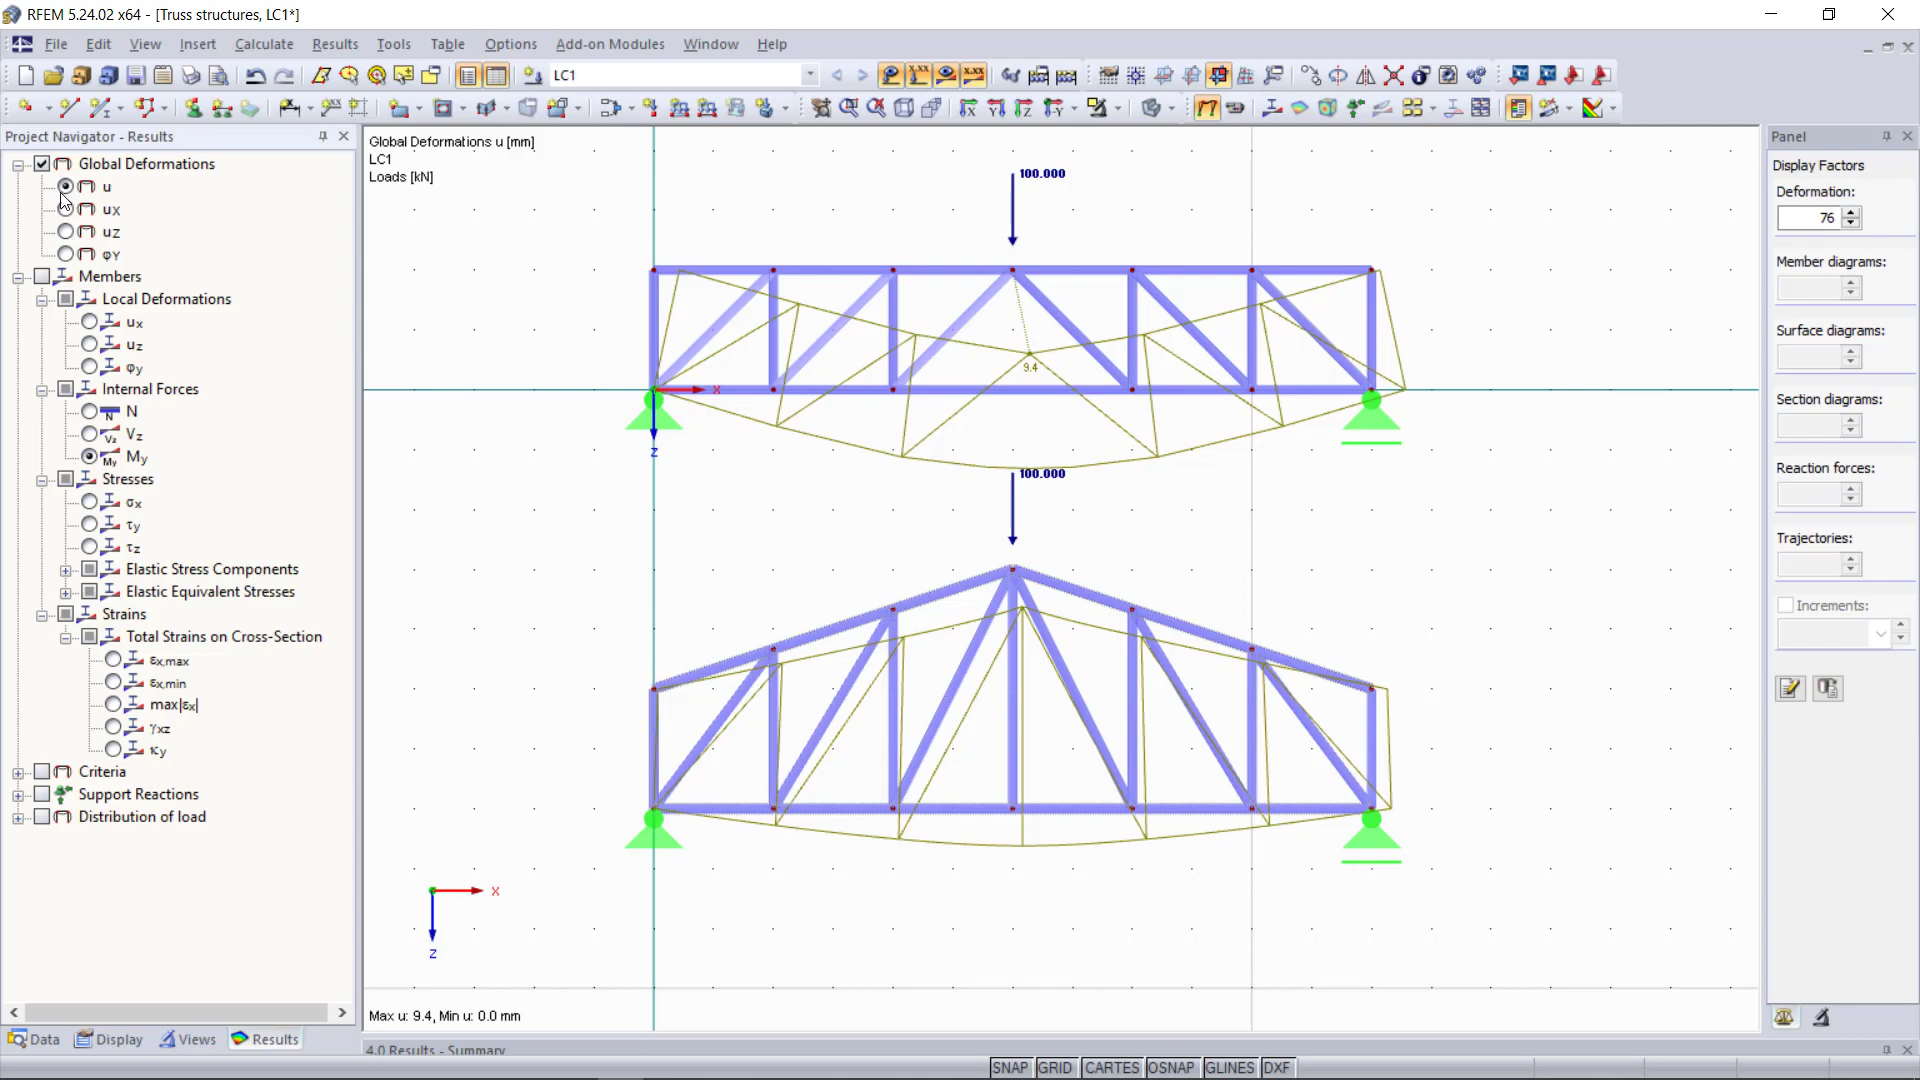 RFEM 5.24.02 x64 - [Truss structures, LC1*]
File Edit View Insert Calculate Results Tools Table Options Add-on Modules Window Help
LC1
Project Navigator - Results
Global Deformations
u
uX
uZ
φY
Members
Local Deformations
ux
uz
φy
Internal Forces
N
Vz
My
Stresses
σx
τy
τz
Elastic Stress Components
Elastic Equivalent Stresses
Strains
Total Strains on Cross-Section
εx,max
εx,min
max|εx|
γxz
κy
Criteria
Support Reactions
Distribution of load
Data Display Views Results
Global Deformations u [mm]
LC1
Loads [kN]
100.000
9.4
X
Z
100.000
X
Z
Max u: 9.4, Min u: 0.0 mm
4.0 Results - Summary
Panel
Display Factors
Deformation:
76
Member diagrams:
Surface diagrams:
Section diagrams:
Reaction forces:
Trajectories:
Increments:
SNAP GRID CARTES OSNAP GLINES DXF